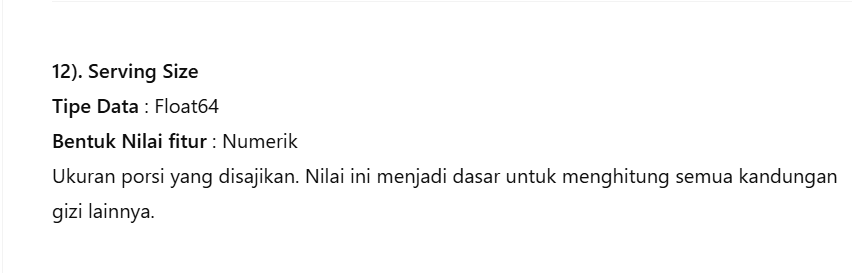 12). Serving Size
Tipe Data : Float64
Bentuk Nilai fitur : Numerik
Ukuran porsi yang disajikan. Nilai ini menjadi dasar untuk menghitung semua kandungan
gizi lainnya.